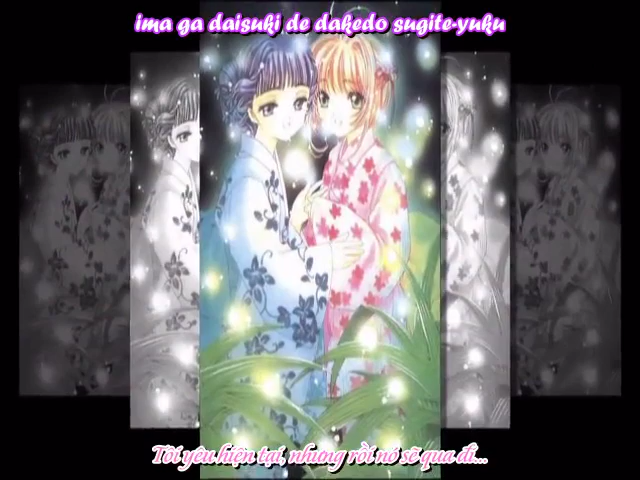 ima ga daisuki de dakedo sugite-yuku
Tôi yêu hiện tại, nhưng rồi nó sẽ qua đi...